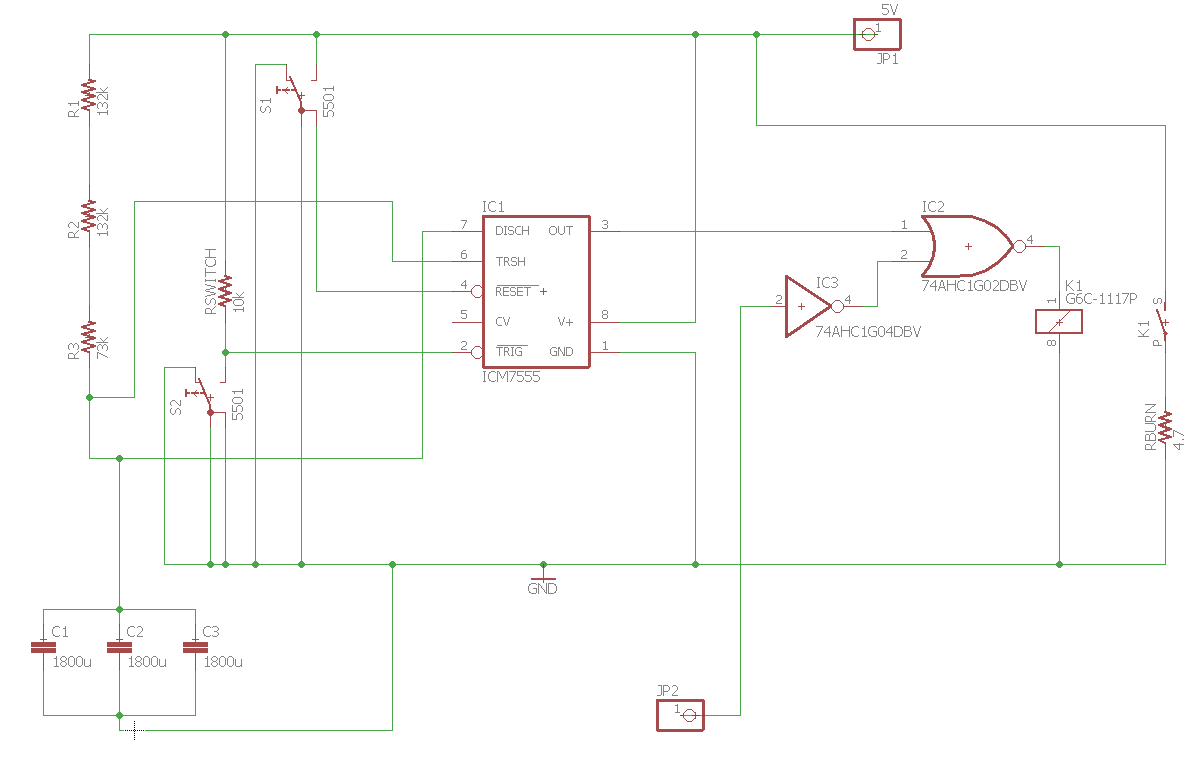 5V
1
JP1
R1
132k
S1
5501
R2
132k
IC1
7
DISCH
OUT
3
6
TRSH
4
RESET
5
CV
V+
8
2
TRIG
GND
1
ICM7555
RSWITCH
10k
IC2
1
2
4
74AHC1G02DBV
IC3
2
4
74AHC1G04DBV
K1
G6C-1117P
1
8
K1
S
P
R3
73k
S2
5501
RBURN
4.7
GND
C1
1800u
C2
1800u
C3
1800u
JP2
1